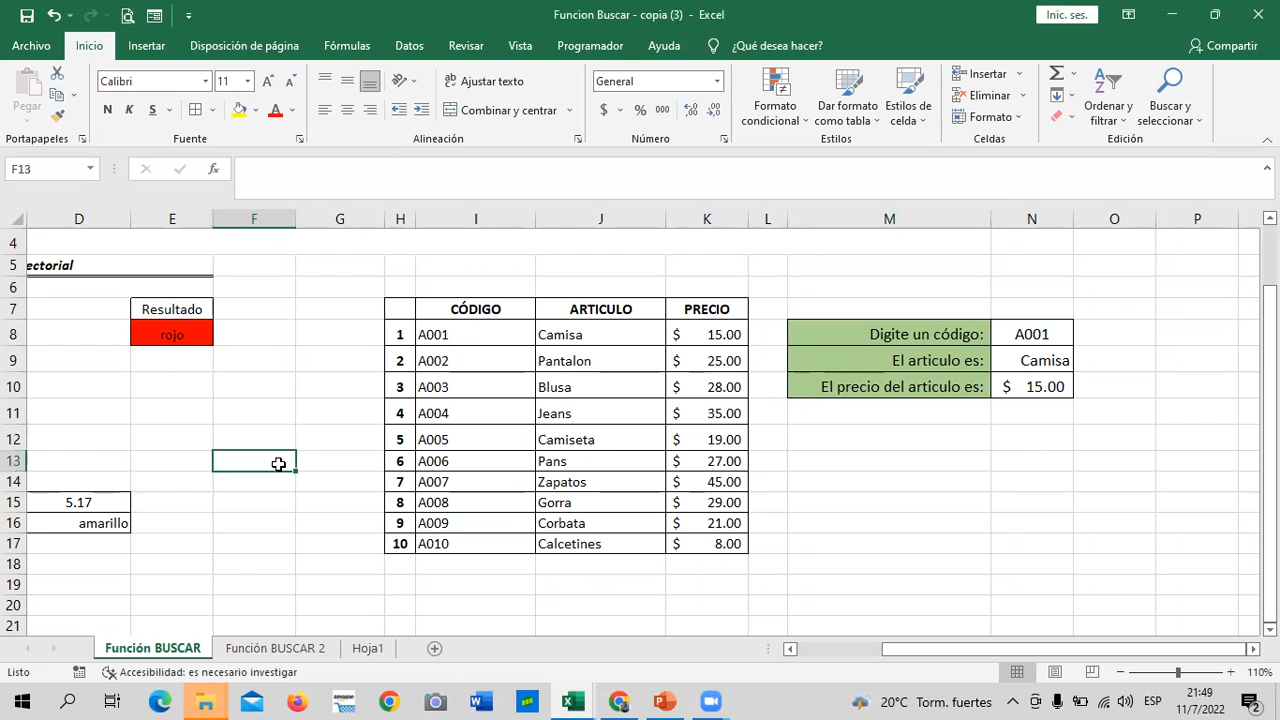 Funcion Buscar - copia (3) - Excel
Inic. ses.
Archivo Inicio Insertar Disposición de página Fórmulas Datos Revisar Vista Programador Ayuda ¿Qué desea hacer? Compartir
Pegar
Calibri 11
N K S
Ajustar texto
Combinar y centrar
General
$ % 000
Formato condicional
Dar formato como tabla
Estilos de celda
Insertar
Eliminar
Formato
Ordenar y filtrar
Buscar y seleccionar
Portapapeles Fuente Alineación Número Estilos Celdas Edición
F13 fx
D E F G H I J K L M N O P
4
5 ectorial
6
7 Resultado CÓDIGO ARTICULO PRECIO
8 rojo 1 A001 Camisa $ 15.00 Digite un código: A001
9 2 A002 Pantalon $ 25.00 El articulo es: Camisa
10 3 A003 Blusa $ 28.00 El precio del articulo es: $ 15.00
11 4 A004 Jeans $ 35.00
12 5 A005 Camiseta $ 19.00
13 6 A006 Pans $ 27.00
14 7 A007 Zapatos $ 45.00
15 5.17 8 A008 Gorra $ 29.00
16 amarillo 9 A009 Corbata $ 21.00
17 10 A010 Calcetines $ 8.00
18
19
20
21
Función BUSCAR Función BUSCAR 2 Hoja1
Listo Accesibilidad: es necesario investigar 110%
20°C Torm. fuertes ESP 21:49
11/7/2022 2